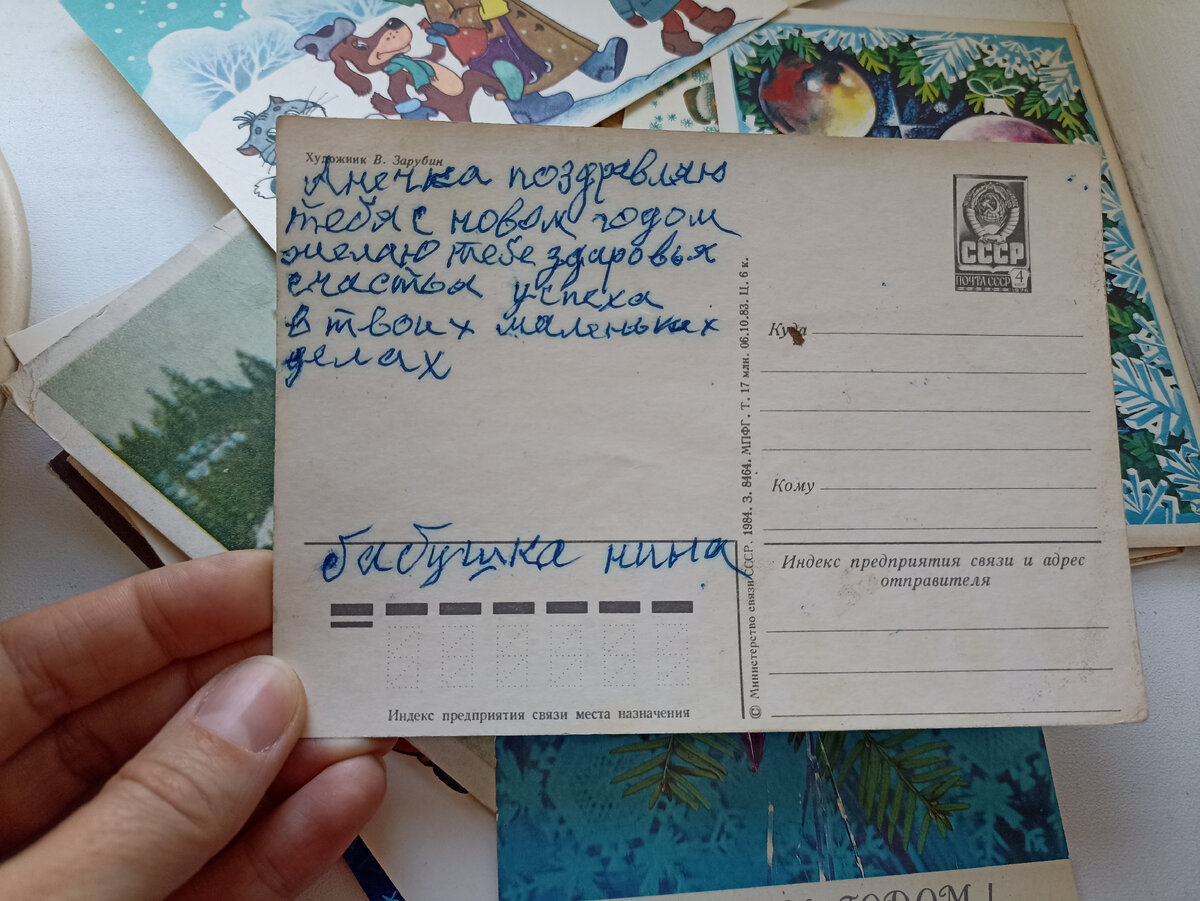 Художник В. Зарубин
Анечка поздравляю
тебя с новом годом
желаю тебе здоровья
счастья успеха
в твоих маленьких
делах
бабушка нина
Индекс предприятия связи места назначения
© Министерство связи СССР. 1984. З. 8464. МПФГ. Т. 17 млн. 06.10.83. Ц. 6 к.
СССР
4
ПОЧТА СССР
Куда
Кому
Индекс предприятия связи и адрес
отправителя
ГОДОМ!